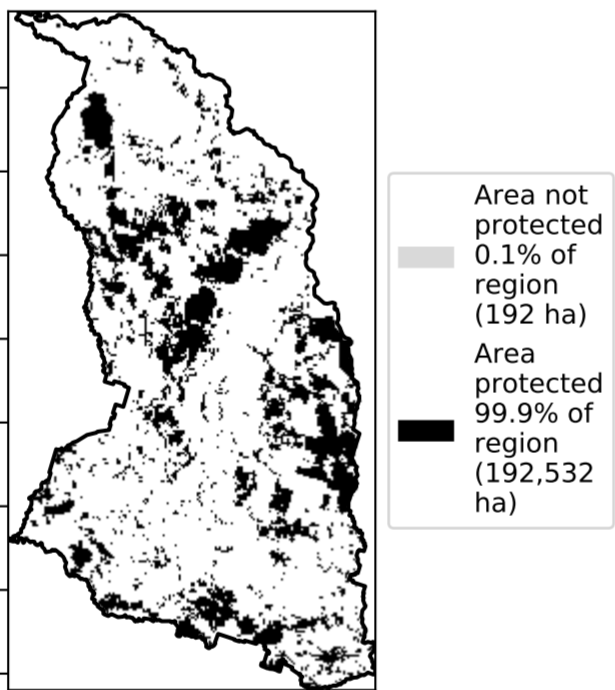 Area not
protected
0.1% of
region
(192 ha)
Area
protected
99.9% of
region
(192,532
ha)